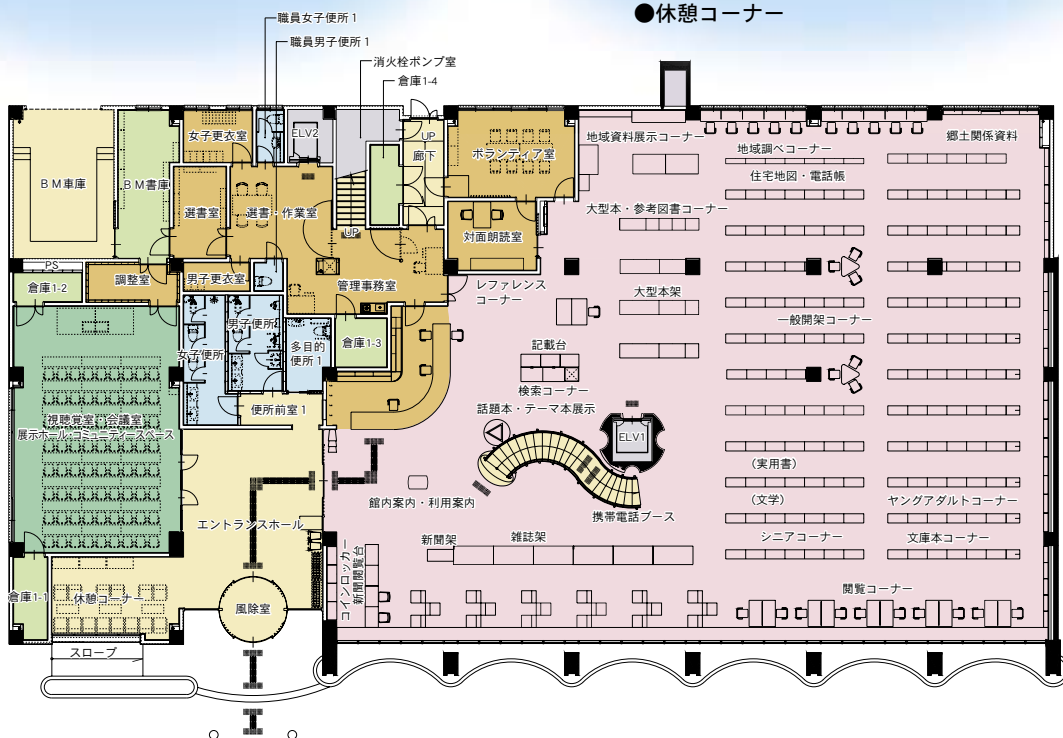 ●休憩コーナー
職員女子便所1
職員男子便所1
消火栓ポンプ室
倉庫1-4
女子更衣室
ELV2
UP
廊下
ボランティア室
地域資料展示コーナー
地域調べコーナー
郷土関係資料
BM車庫
BM書庫
選書室
選書・作業室
住宅地図・電話帳
大型本・参考図書コーナー
UP
対面朗読室
PS
倉庫1-2
調整室
男子更衣室
管理事務室
レファレンス
コーナー
大型本架
一般開架コーナー
女子便所
男子便所
多目的
便所1
倉庫1-3
記載台
検索コーナー
便所前室1
話題本・テーマ本展示
ELV1
視聴覚室・会議室
展示ホール・コミュニティースペース
(実用書)
館内案内・利用案内
(文学)
ヤングアダルトコーナー
携帯電話ブース
エントランスホール
新聞架
雑誌架
シニアコーナー
文庫本コーナー
コインロッカー
新聞閲覧台
閲覧コーナー
倉庫1-1
休憩コーナー
風除室
スロープ